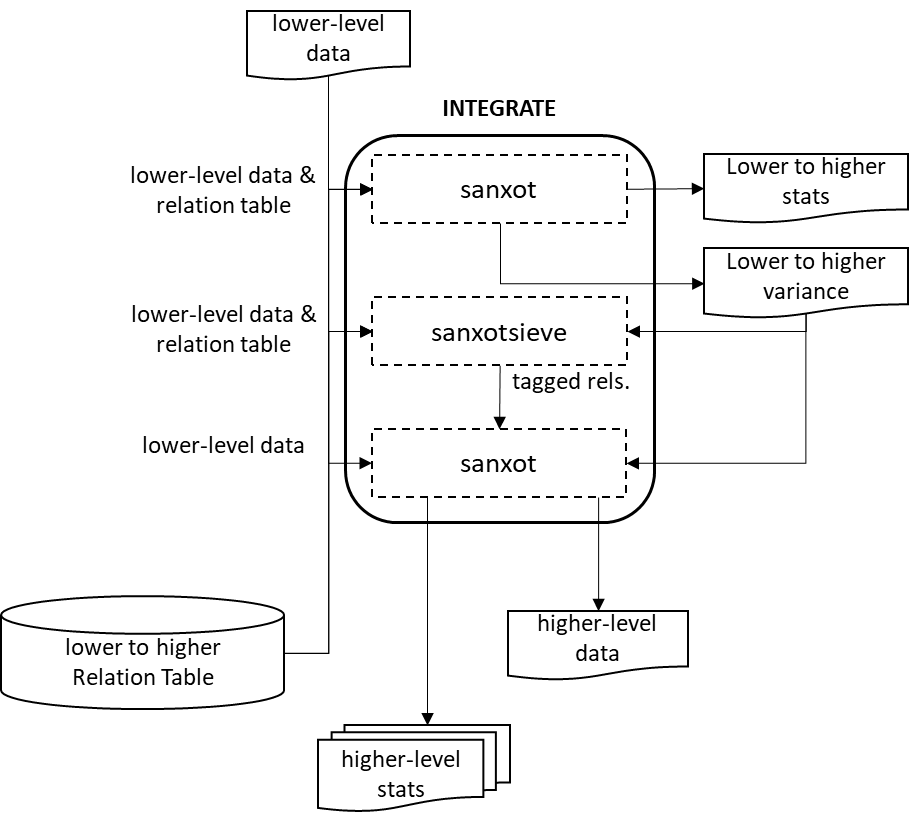 lower-level
data
INTEGRATE
lower-level data &
relation table
sanxot
Lower to higher
stats
Lower to higher
variance
lower-level data &
relation table
sanxotsieve
tagged rels.
lower-level data
sanxot
higher-level
data
lower to higher
Relation Table
higher-level
stats